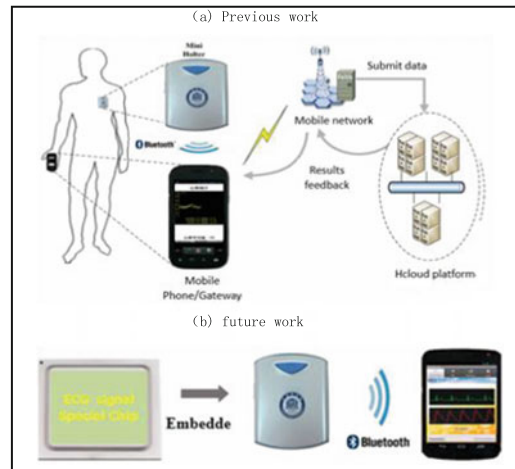 (a) Previous work
Mini
Holter
Submit data
Mobile network
Bluetooth
Results
feedback
Mobile
Phone/Gateway
Hcloud platform
(b) future work
ECG signal
Special Chip
Embedde
Bluetooth